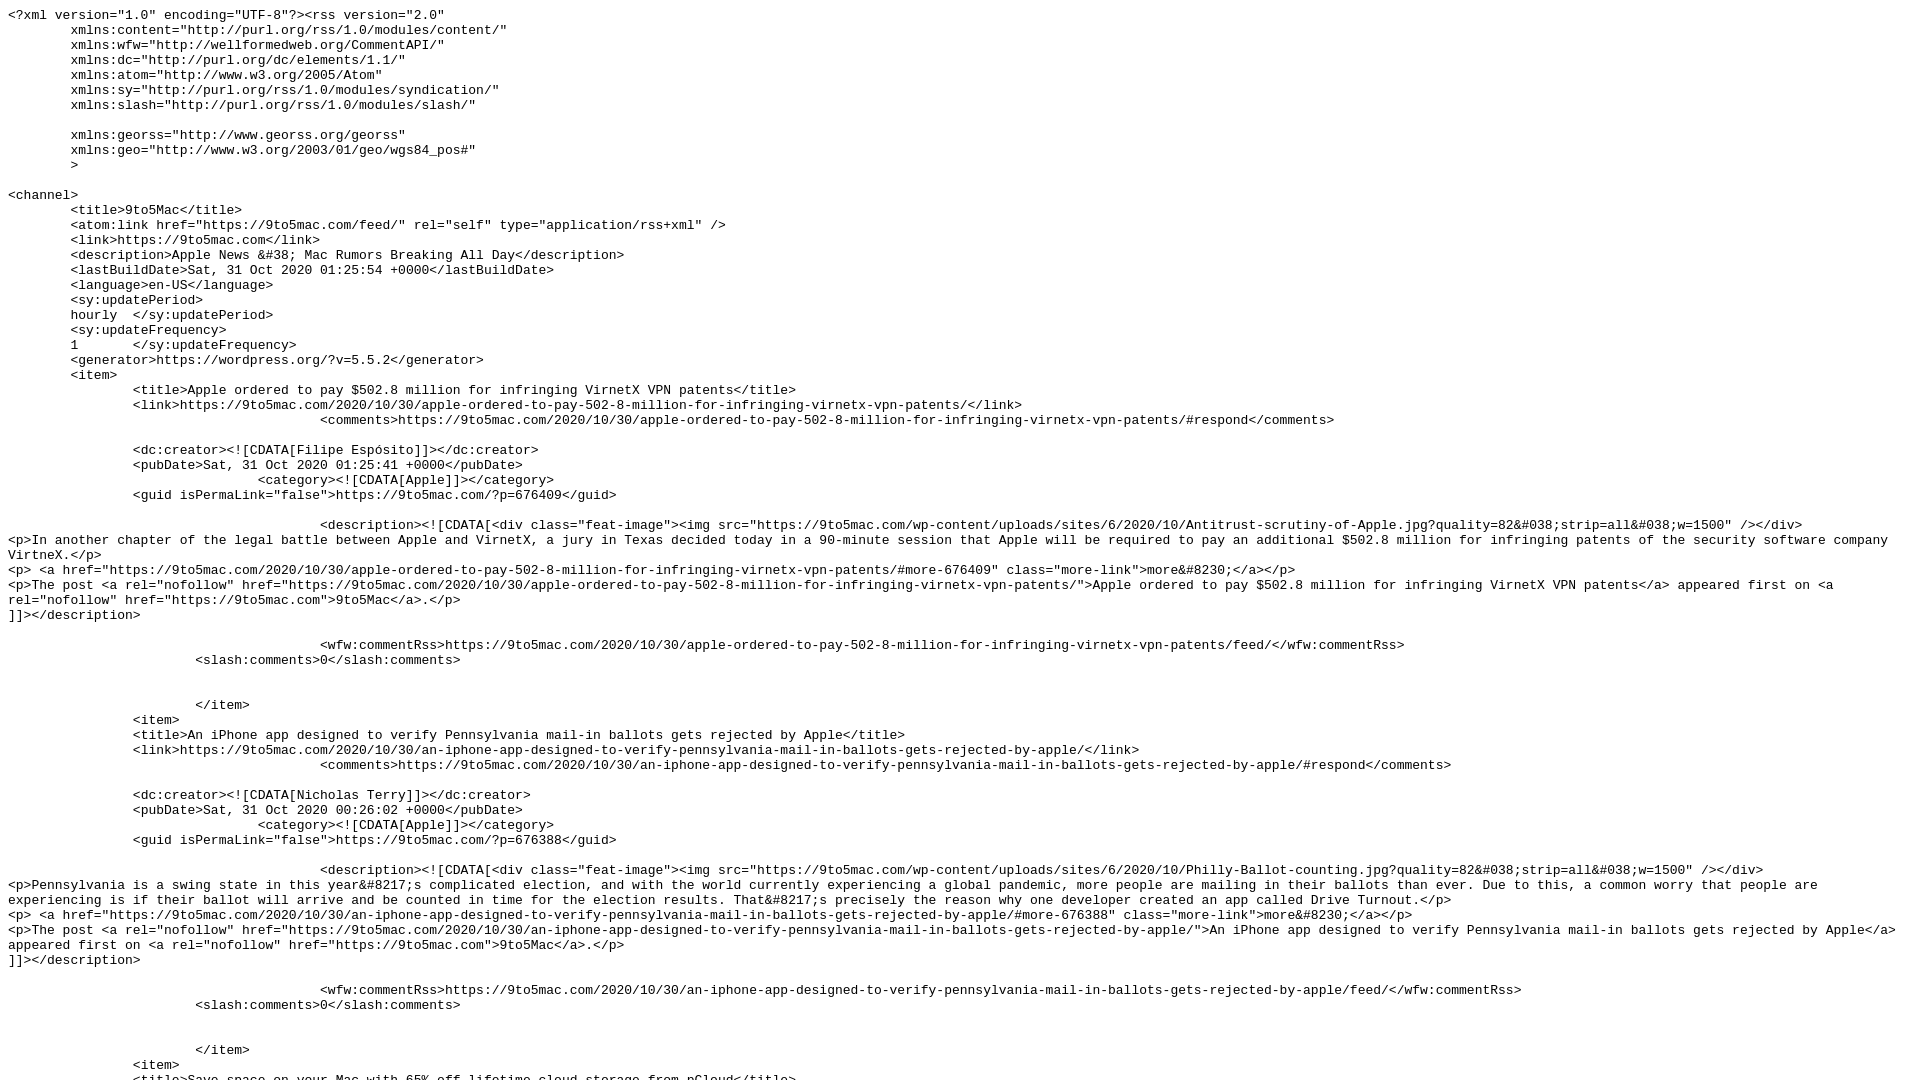 <?xml version="1.0" encoding="UTF-8"?><rss version="2.0"
xmlns:content="http://purl.org/rss/1.0/modules/content/"
xmlns:wfw="http://wellformedweb.org/CommentAPI/"
xmlns:dc="http://purl.org/dc/elements/1.1/"
xmlns:atom="http://www.w3.org/2005/Atom"
xmlns:sy="http://purl.org/rss/1.0/modules/syndication/"
xmlns:slash="http://purl.org/rss/1.0/modules/slash/"
xmlns:georss="http://www.georss.org/georss"
xmlns:geo="http://www.w3.org/2003/01/geo/wgs84_pos#"
>
<channel>
<title>9to5Mac</title>
<atom:link href="https://9to5mac.com/feed/" rel="self" type="application/rss+xml" />
<link>https://9to5mac.com</link>
<description>Apple News &#38; Mac Rumors Breaking All Day</description>
<lastBuildDate>Sat, 31 Oct 2020 01:25:54 +0000</lastBuildDate>
<language>en-US</language>
<sy:updatePeriod>
hourly </sy:updatePeriod>
<sy:updateFrequency>
1 </sy:updateFrequency>
<generator>https://wordpress.org/?v=5.5.2</generator>
<item>
<title>Apple ordered to pay $502.8 million for infringing VirnetX VPN patents</title>
<link>https://9to5mac.com/2020/10/30/apple-ordered-to-pay-502-8-million-for-infringing-virnetx-vpn-patents/</link>
<comments>https://9to5mac.com/2020/10/30/apple-ordered-to-pay-502-8-million-for-infringing-virnetx-vpn-patents/#respond</comments>
<dc:creator><![CDATA[Filipe Espósito]]></dc:creator>
<pubDate>Sat, 31 Oct 2020 01:25:41 +0000</pubDate>
<category><![CDATA[Apple]]></category>
<guid isPermaLink="false">https://9to5mac.com/?p=676409</guid>
<description><![CDATA[<div class="feat-image"><img src="https://9to5mac.com/wp-content/uploads/sites/6/2020/10/Antitrust-scrutiny-of-Apple.jpg?quality=82&#038;strip=all&#038;w=1500" /></div>
<p>In another chapter of the legal battle between Apple and VirnetX, a jury in Texas decided today in a 90-minute session that Apple will be required to pay an additional $502.8 million for infringing patents of the security software company
VirtneX.</p>
<p> <a href="https://9to5mac.com/2020/10/30/apple-ordered-to-pay-502-8-million-for-infringing-virnetx-vpn-patents/#more-676409" class="more-link">more&#8230;</a></p>
<p>The post <a rel="nofollow" href="https://9to5mac.com/2020/10/30/apple-ordered-to-pay-502-8-million-for-infringing-virnetx-vpn-patents/">Apple ordered to pay $502.8 million for infringing VirnetX VPN patents</a> appeared first on <a
rel="nofollow" href="https://9to5mac.com">9to5Mac</a>.</p>
]]></description>
<wfw:commentRss>https://9to5mac.com/2020/10/30/apple-ordered-to-pay-502-8-million-for-infringing-virnetx-vpn-patents/feed/</wfw:commentRss>
<slash:comments>0</slash:comments>
</item>
<item>
<title>An iPhone app designed to verify Pennsylvania mail-in ballots gets rejected by Apple</title>
<link>https://9to5mac.com/2020/10/30/an-iphone-app-designed-to-verify-pennsylvania-mail-in-ballots-gets-rejected-by-apple/</link>
<comments>https://9to5mac.com/2020/10/30/an-iphone-app-designed-to-verify-pennsylvania-mail-in-ballots-gets-rejected-by-apple/#respond</comments>
<dc:creator><![CDATA[Nicholas Terry]]></dc:creator>
<pubDate>Sat, 31 Oct 2020 00:26:02 +0000</pubDate>
<category><![CDATA[Apple]]></category>
<guid isPermaLink="false">https://9to5mac.com/?p=676388</guid>
<description><![CDATA[<div class="feat-image"><img src="https://9to5mac.com/wp-content/uploads/sites/6/2020/10/Philly-Ballot-counting.jpg?quality=82&#038;strip=all&#038;w=1500" /></div>
<p>Pennsylvania is a swing state in this year&#8217;s complicated election, and with the world currently experiencing a global pandemic, more people are mailing in their ballots than ever. Due to this, a common worry that people are
experiencing is if their ballot will arrive and be counted in time for the election results. That&#8217;s precisely the reason why one developer created an app called Drive Turnout.</p>
<p> <a href="https://9to5mac.com/2020/10/30/an-iphone-app-designed-to-verify-pennsylvania-mail-in-ballots-gets-rejected-by-apple/#more-676388" class="more-link">more&#8230;</a></p>
<p>The post <a rel="nofollow" href="https://9to5mac.com/2020/10/30/an-iphone-app-designed-to-verify-pennsylvania-mail-in-ballots-gets-rejected-by-apple/">An iPhone app designed to verify Pennsylvania mail-in ballots gets rejected by Apple</a>
appeared first on <a rel="nofollow" href="https://9to5mac.com">9to5Mac</a>.</p>
]]></description>
<wfw:commentRss>https://9to5mac.com/2020/10/30/an-iphone-app-designed-to-verify-pennsylvania-mail-in-ballots-gets-rejected-by-apple/feed/</wfw:commentRss>
<slash:comments>0</slash:comments>
</item>
<item>
<title>Save space on your Mac with 65% off lifetime cloud storage from pCloud</title>